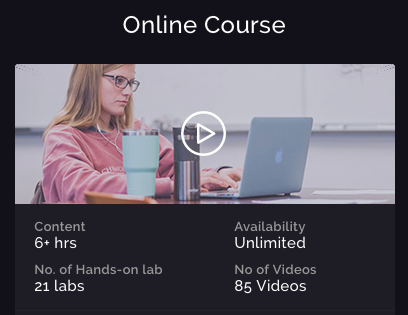 Online Course
Content
6+ hrs
Availability
Unlimited
No. of Hands-on lab
21 labs
No of Videos
85 Videos